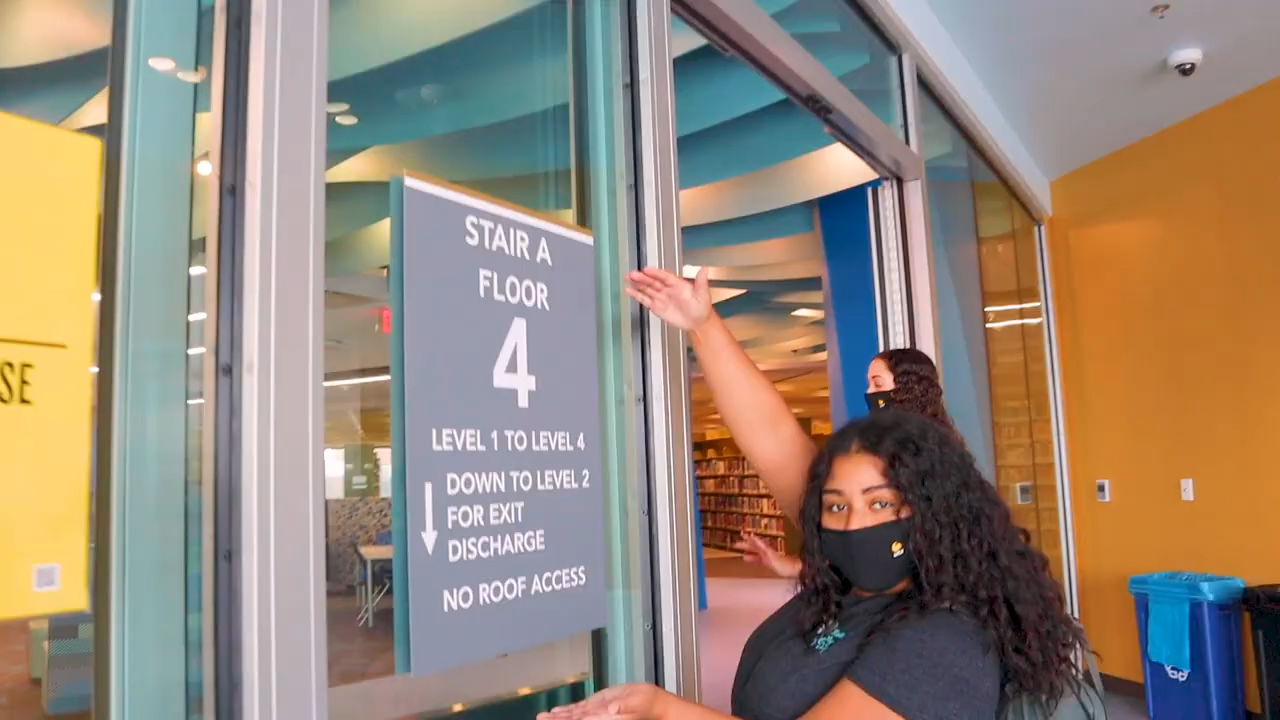 SE
STAIR A
FLOOR
4
LEVEL 1 TO LEVEL 4
DOWN TO LEVEL 2
FOR EXIT
DISCHARGE
NO ROOF ACCESS